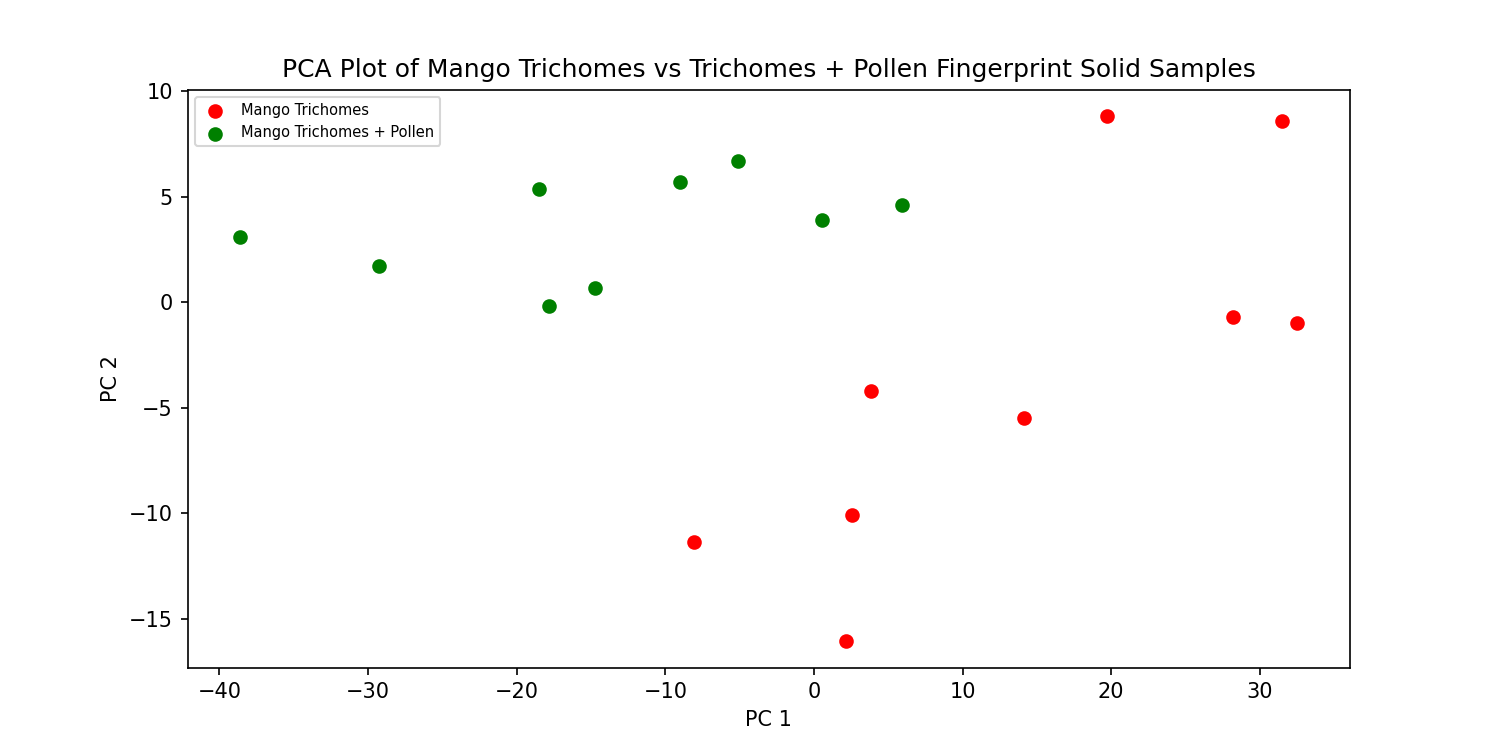 PCA Plot of Mango Trichomes vs Trichomes + Pollen Fingerprint Solid Samples
Mango Trichomes
Mango Trichomes + Pollen
10
5
0
−5
−10
−15
PC 2
−40 −30 −20 −10 0 10 20 30
PC 1